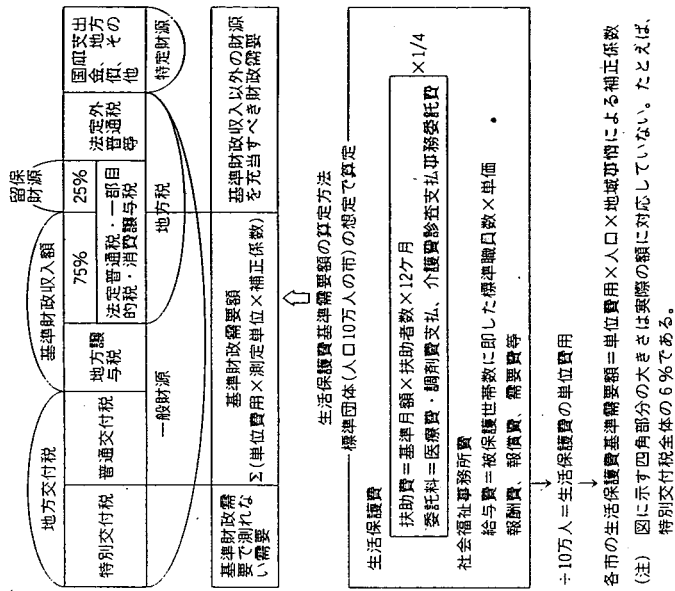 地方交付税
基準財政収入額
留保
財源
特別交付税
普通交付税
地方譲
与税
75%
25%
法定普通税・一部目
的税・消費譲与税
法定外
普通税
等
国庫支出
金、地方
債、その
他
地方税
一般財源
特定財源
基準財政需
要で測れな
い需要
基準財政需要額
Σ(単位費用×測定単位×補正係数)
基準財政収入以外の財源
を充当すべき財政需要
生活保護費基準需要額の算定方法
標準団体(人口10万人の市)の想定で算定
生活保護費
扶助費=基準月額×扶助者数×12ケ月
委託料=医療費・調剤費支払、介護費診査支払事務委託費
×1/4
社会福祉事務所費
給与費=被保護世帯数に即した標準職員数×単価
報酬費、報償費、需要費等
÷10万人=生活保護費の単位費用
各市の生活保護費基準需要額=単位費用×人口×地域事情による補正係数
(注) 図に示す四角部分の大きさは実際の額に対応していない。たとえば、
特別交付税全体の6%である。